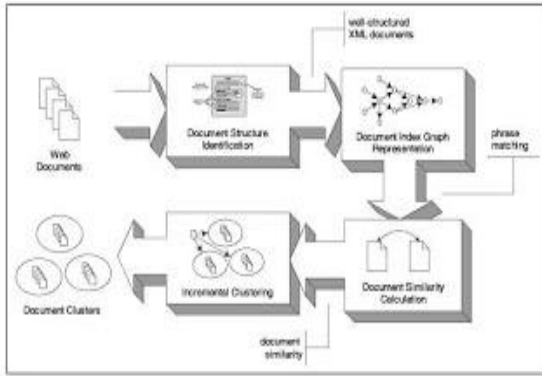 well-structured
XML documents
Web
Documents
Document Structure
Identification
Document Index Graph
Representation
phrase
matching
Document Clusters
Incremental Clustering
Document Similarity
Calculation
document
similarity